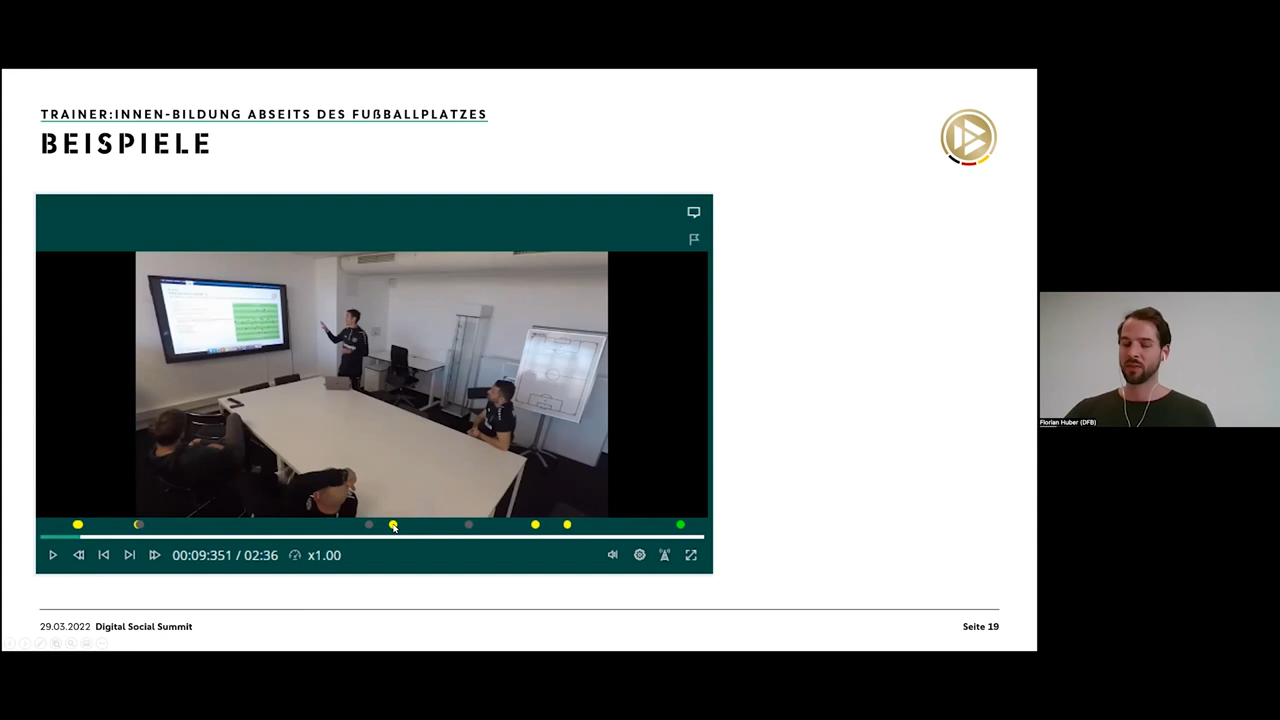 TRAINER:INNEN-BILDUNG ABSEITS DES FUẞBALLPLATZES
BEISPIELE
00:09:351 / 02:36 x1.00
Florian Huber (DFB)
29.03.2022 Digital Social Summit
Seite 19